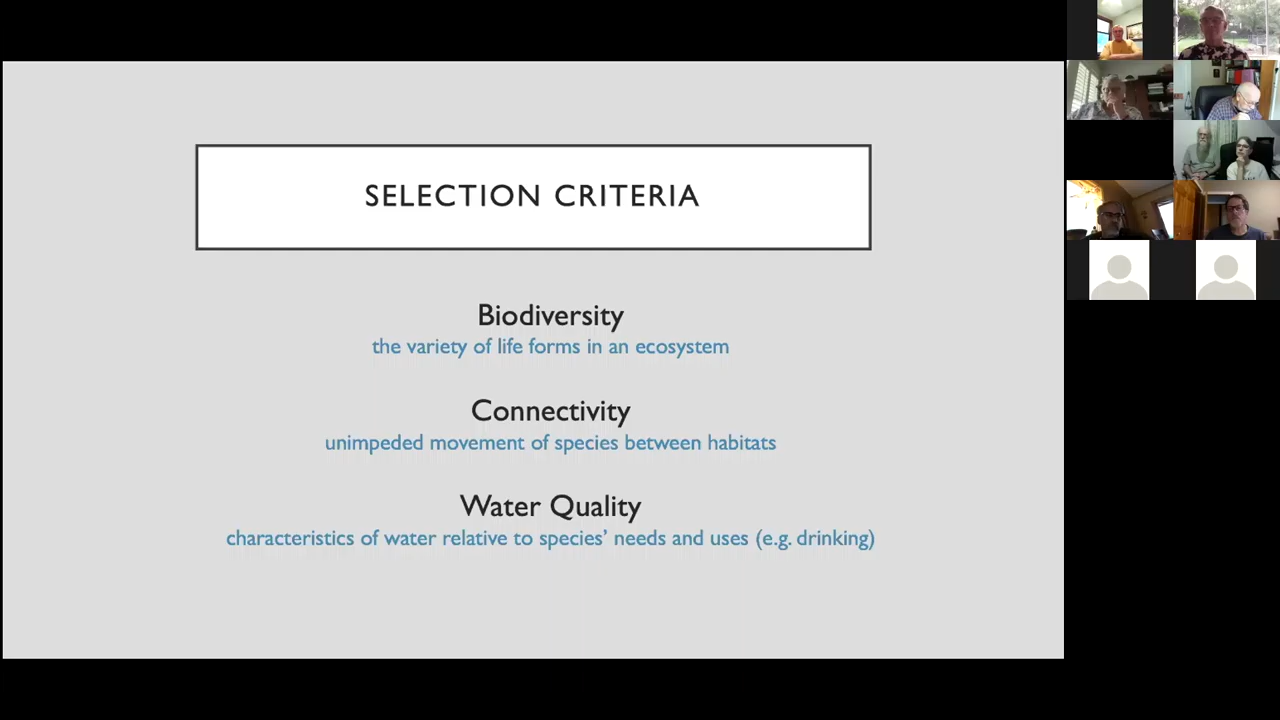 SELECTION CRITERIA
Biodiversity
the variety of life forms in an ecosystem
Connectivity
unimpeded movement of species between habitats
Water Quality
characteristics of water relative to species’ needs and uses (e.g. drinking)